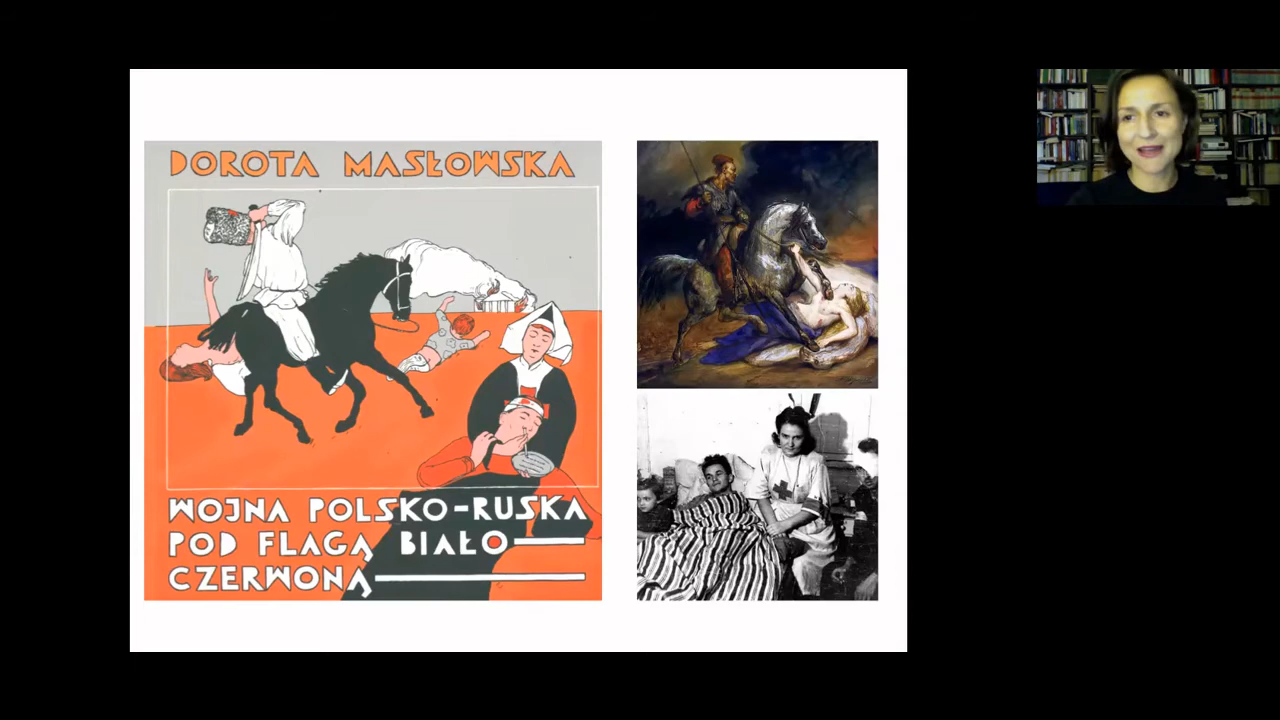 DOROTA MASŁOWSKA
WOJNA POLSKO-RUSKA
POD FLAGĄ BIAŁO
CZERWONĄ